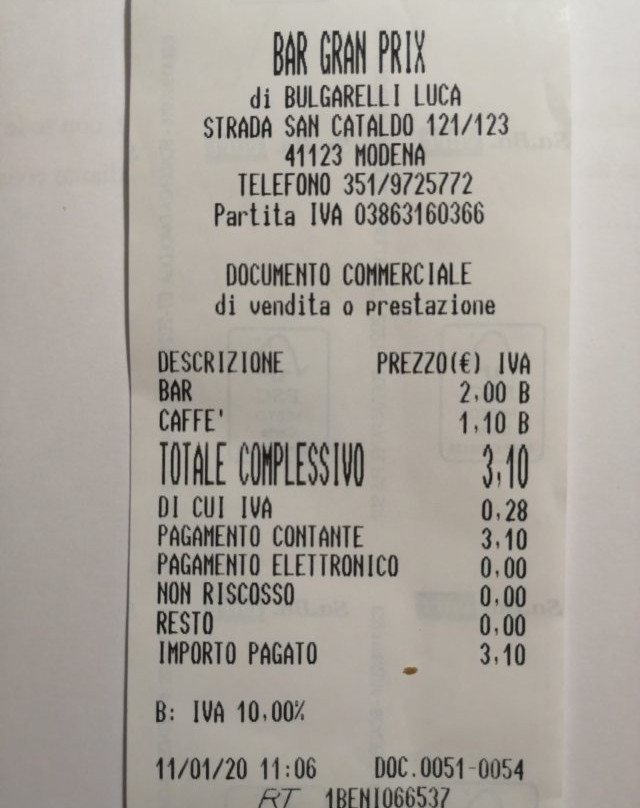 BAR GRAN PRIX
di BULGARELLI LUCA
STRADA SAN CATALDO 121/123
41123 MODENA
TELEFONO 351/9725772
Partita IVA 03863160366
DOCUMENTO COMMERCIALE
di vendita o prestazione
DESCRIZIONE PREZZO(€) IVA
BAR 2,00 B
CAFFE' 1,10 B
TOTALE COMPLESSIVO 3,10
DI CUI IVA 0,28
PAGAMENTO CONTANTE 3,10
PAGAMENTO ELETTRONICO 0,00
NON RISCOSSO 0,00
RESTO 0,00
IMPORTO PAGATO 3,10
B: IVA 10,00%
11/01/20 11:06 DOC.0051-0054
RT 1BENI066537